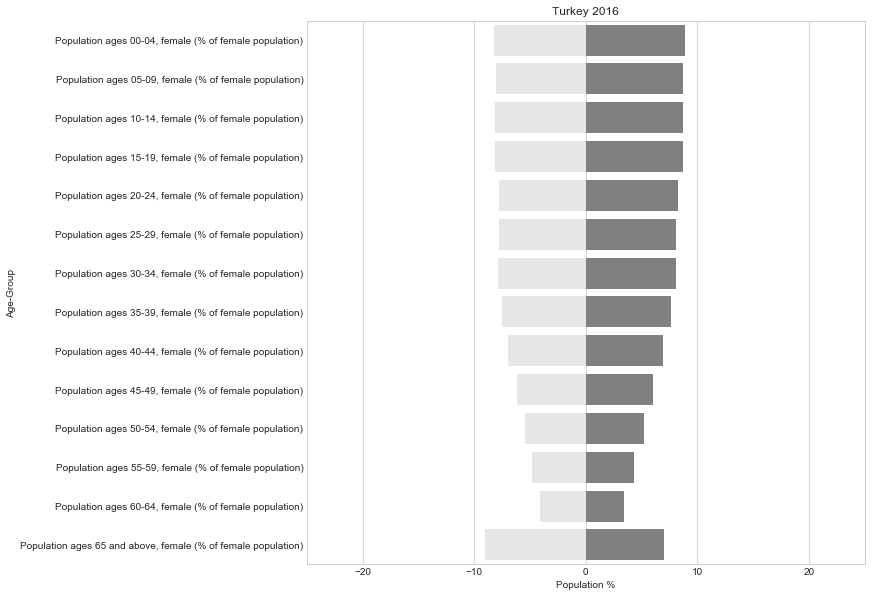 Turkey 2016
Population ages 00-04, female (% of female population)
Population ages 05-09, female (% of female population)
Population ages 10-14, female (% of female population)
Population ages 15-19, female (% of female population)
Population ages 20-24, female (% of female population)
Population ages 25-29, female (% of female population)
Population ages 30-34, female (% of female population)
Population ages 35-39, female (% of female population)
Population ages 40-44, female (% of female population)
Population ages 45-49, female (% of female population)
Population ages 50-54, female (% of female population)
Population ages 55-59, female (% of female population)
Population ages 60-64, female (% of female population)
Population ages 65 and above, female (% of female population)
Age-Group
−20 −10 0 10 20
Population %